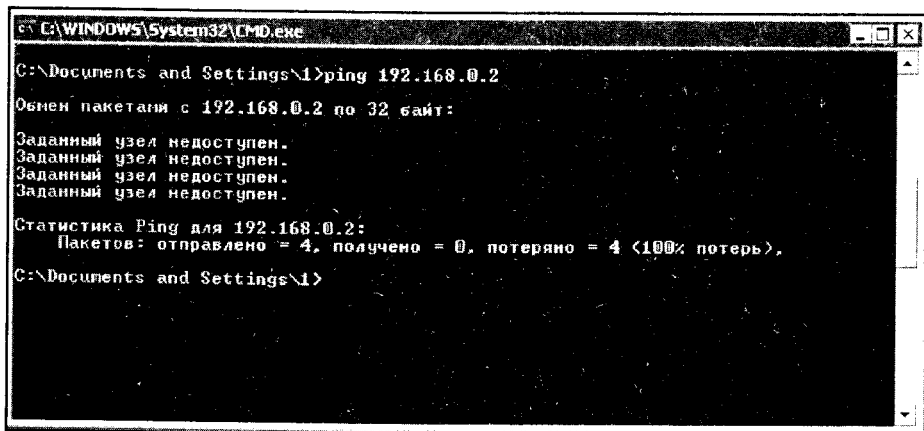 C:\WINDOWS\System32\CMD.exe
C:\Documents and Settings\1>ping 192.168.0.2
Обмен пакетами с 192.168.0.2 по 32 байт:
Заданный узел недоступен.
Заданный узел недоступен.
Заданный узел недоступен.
Заданный узел недоступен.
Статистика Ping для 192.168.0.2:
Пакетов: отправлено = 4, получено = 0, потеряно = 4 (100% потерь),
C:\Documents and Settings\1>